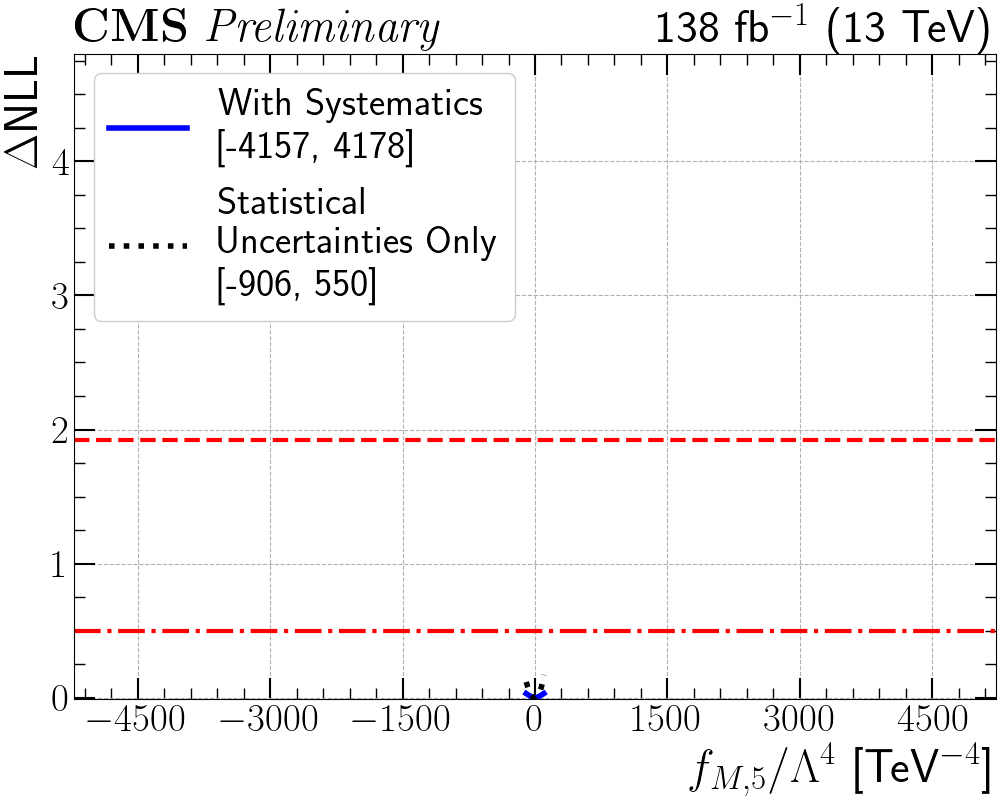 CMS Preliminary 138 fb⁻¹ (13 TeV)
ΔNLL
With Systematics
[-4157, 4178]
Statistical
Uncertainties Only
[-906, 550]
4
3
2
1
0
−4500 −3000 −1500 0 1500 3000 4500
f_{M,5}/Λ⁴ [TeV⁻⁴]